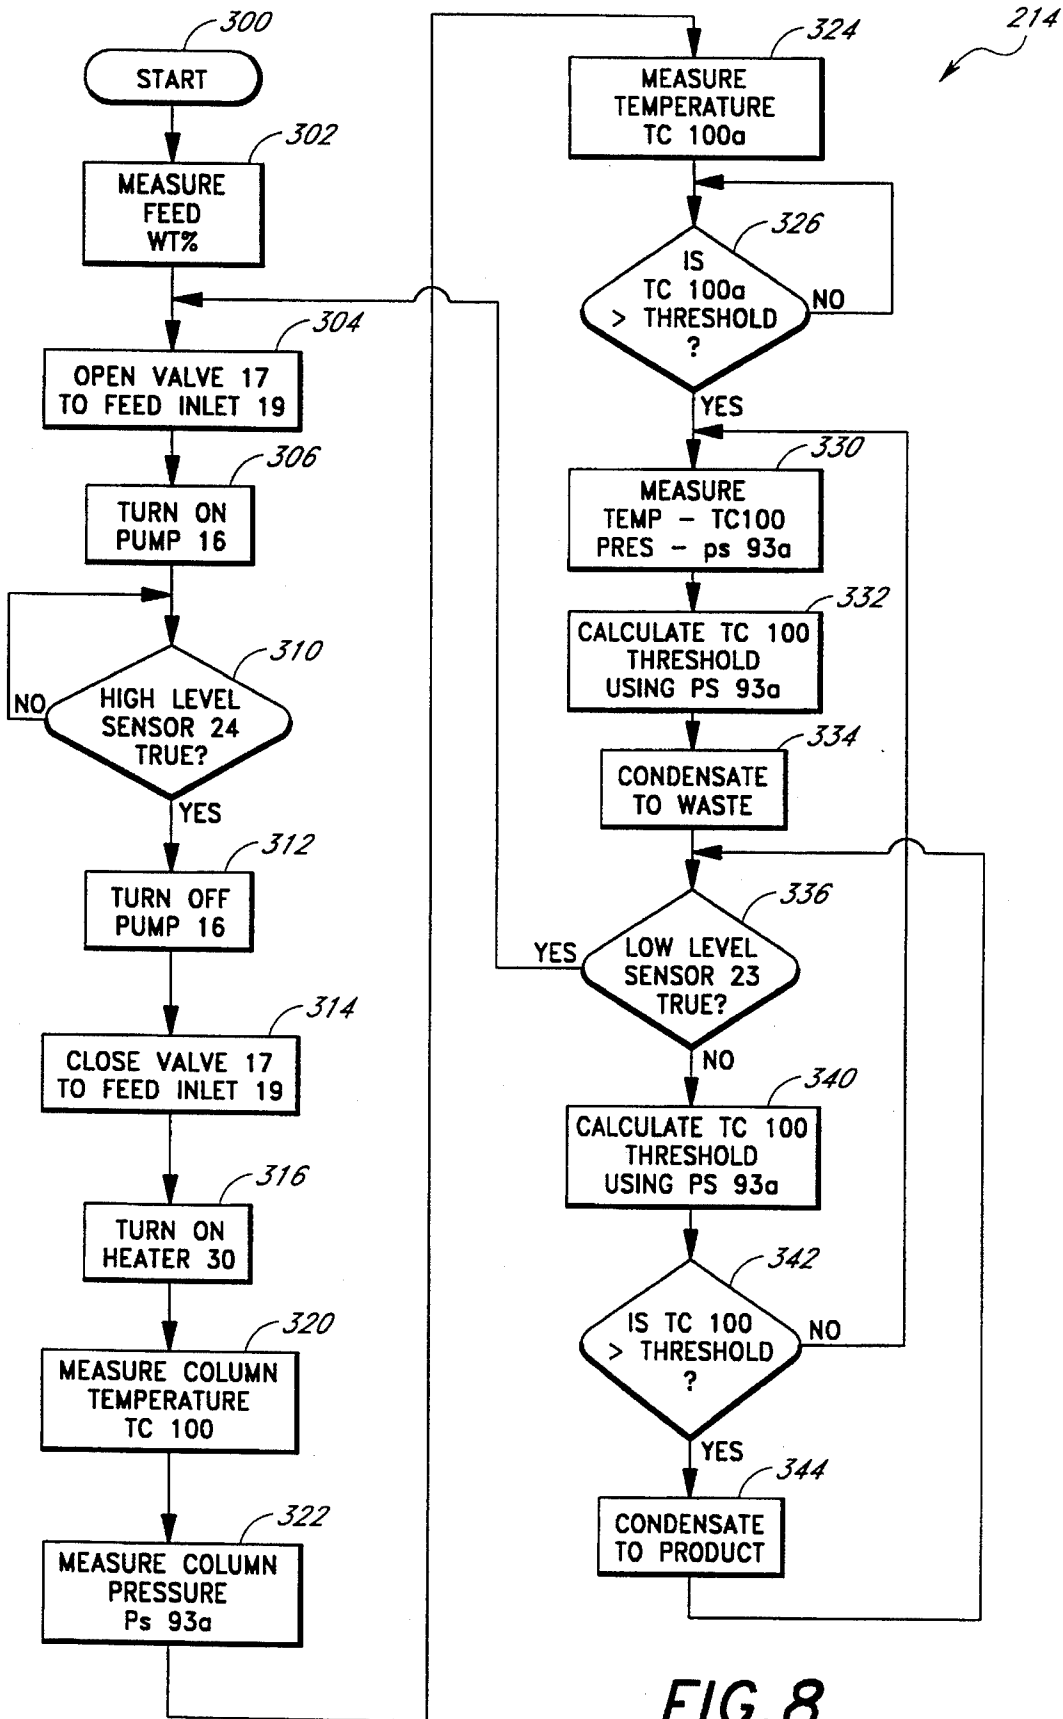 300
START
302
MEASURE
FEED
WT%
304
OPEN VALVE 17
TO FEED INLET 19
306
TURN ON
PUMP 16
310
NO
HIGH LEVEL
SENSOR 24
TRUE?
YES
312
TURN OFF
PUMP 16
314
CLOSE VALVE 17
TO FEED INLET 19
316
TURN ON
HEATER 30
320
MEASURE COLUMN
TEMPERATURE
TC 100
322
MEASURE COLUMN
PRESSURE
Ps 93a
214
324
MEASURE
TEMPERATURE
TC 100a
326
IS
TC 100a
> THRESHOLD
?
NO
YES
330
MEASURE
TEMP – TC100
PRES – ps 93a
332
CALCULATE TC 100
THRESHOLD
USING PS 93a
334
CONDENSATE
TO WASTE
336
YES
LOW LEVEL
SENSOR 23
TRUE?
NO
340
CALCULATE TC 100
THRESHOLD
USING PS 93a
342
IS TC 100
> THRESHOLD
?
NO
YES
344
CONDENSATE
TO PRODUCT
FIG. 8